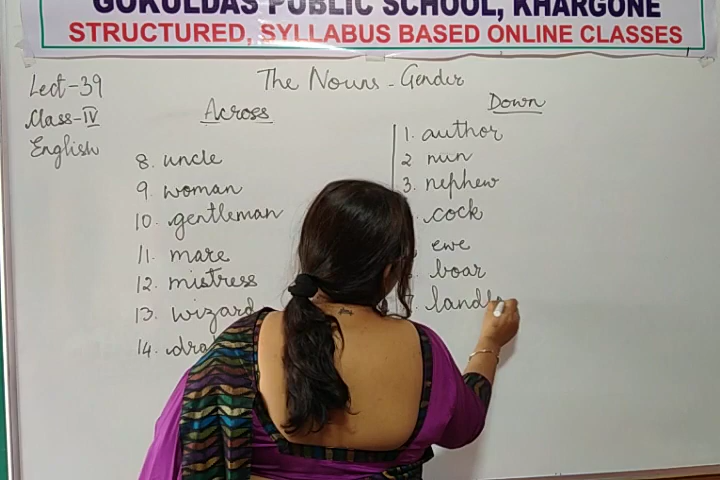 GOKULDAS PUBLIC SCHOOL, KHARGONE
STRUCTURED, SYLLABUS BASED ONLINE CLASSES
Lect-39
Class-IV
English
The Nouns - Gender
Across
8. uncle
9. woman
10. gentleman
11. mare
12. mistress
13. wizard
14.
Down
1. author
2 nun
3. nephew
cock
ewe
boar
7. landl